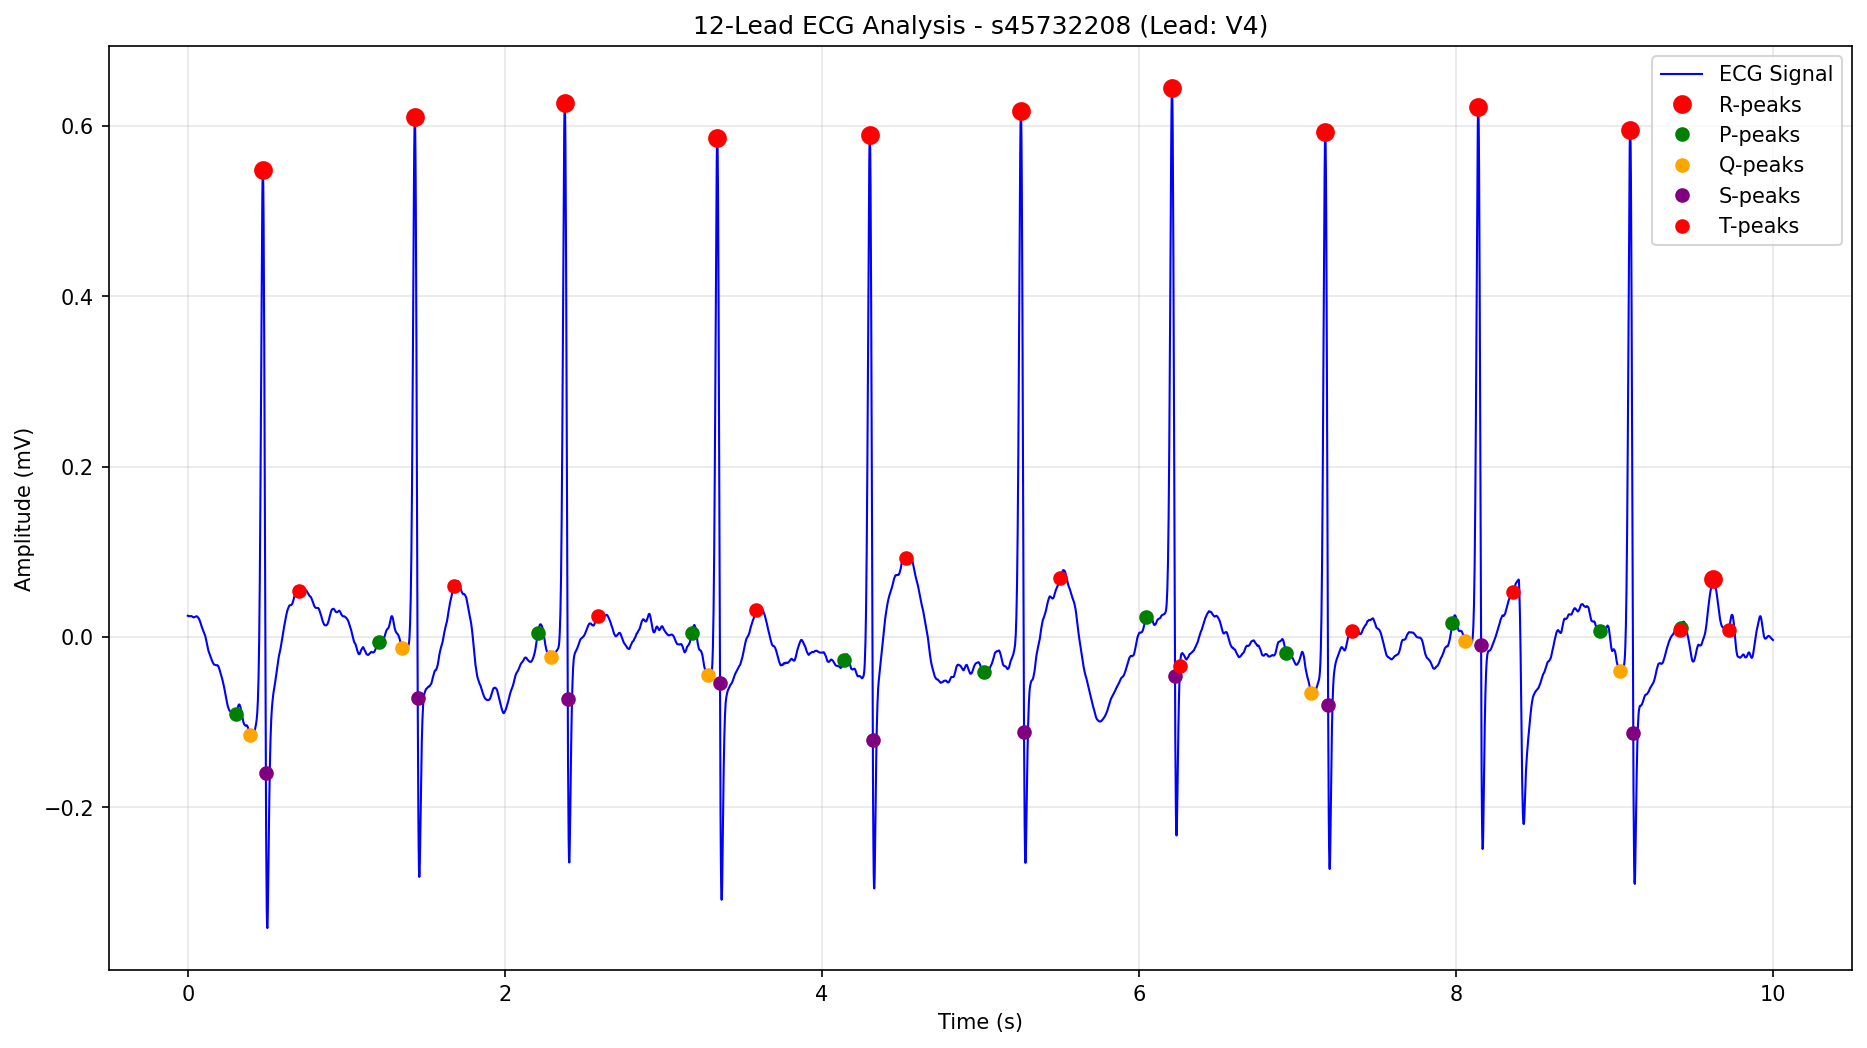 12-Lead ECG Analysis - s45732208 (Lead: V4)
ECG Signal
R-peaks
P-peaks
Q-peaks
S-peaks
T-peaks
Amplitude (mV)
0.6
0.4
0.2
0.0
−0.2
0 2 4 6 8 10
Time (s)